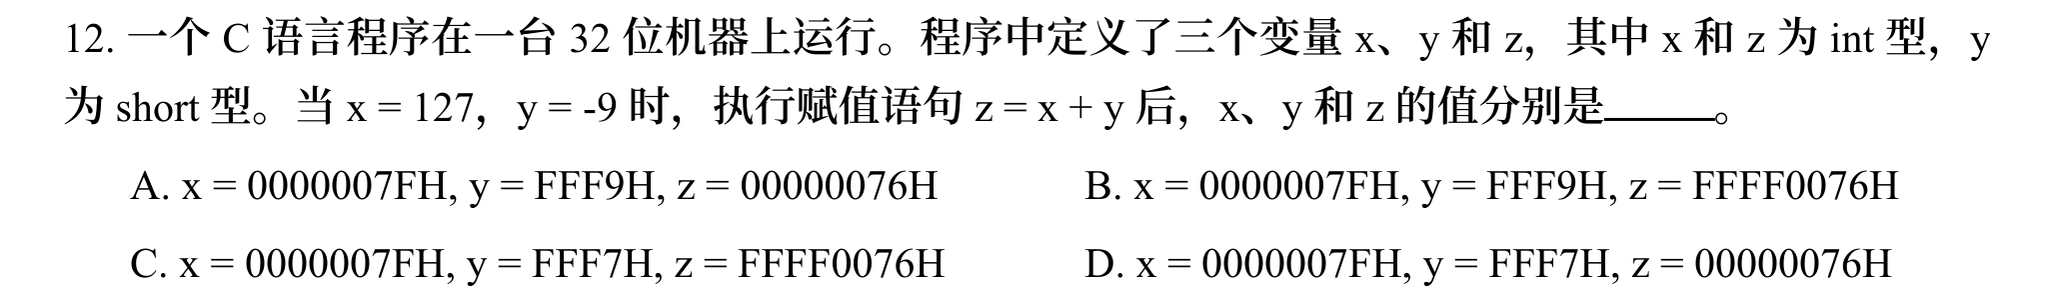 12. 一个 C 语言程序在一台 32 位机器上运行。程序中定义了三个变量 x、y 和 z，其中 x 和 z 为 int 型，y
为 short 型。当 x = 127，y = -9 时，执行赋值语句 z = x + y 后，x、y 和 z 的值分别是_____。
A. x = 0000007FH, y = FFF9H, z = 00000076H B. x = 0000007FH, y = FFF9H, z = FFFF0076H
C. x = 0000007FH, y = FFF7H, z = FFFF0076H D. x = 0000007FH, y = FFF7H, z = 00000076H